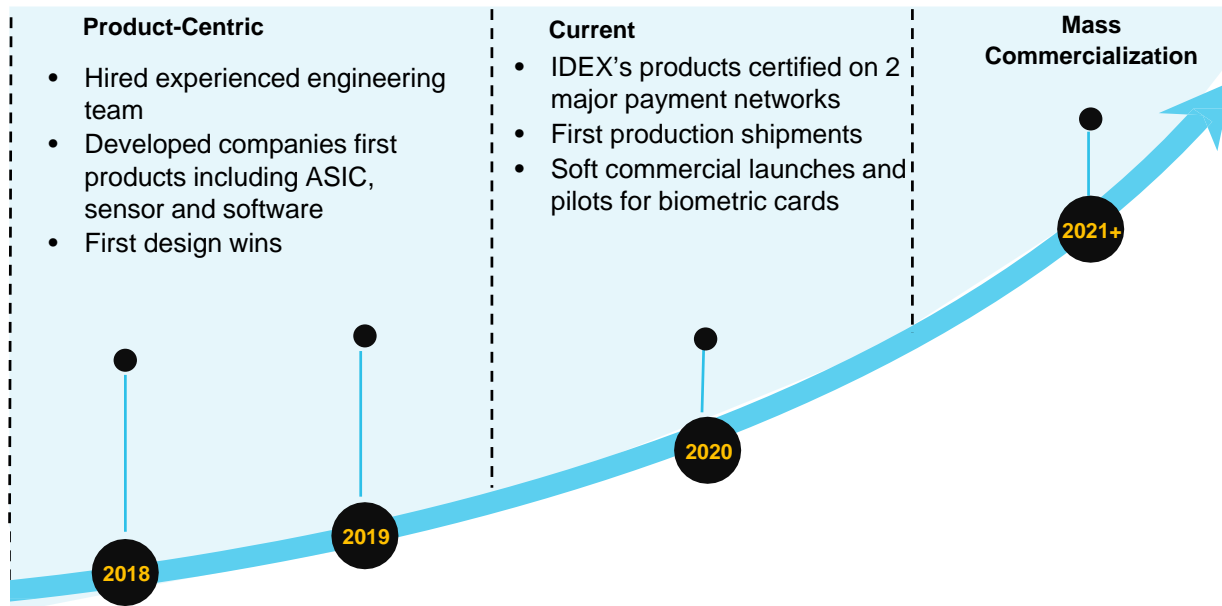 Product-Centric
• Hired experienced engineering
team
• Developed companies first
products including ASIC,
sensor and software
• First design wins
Current
• IDEX's products certified on 2
major payment networks
• First production shipments
• Soft commercial launches and
pilots for biometric cards
Mass
Commercialization
2018
2019
2020
2021+